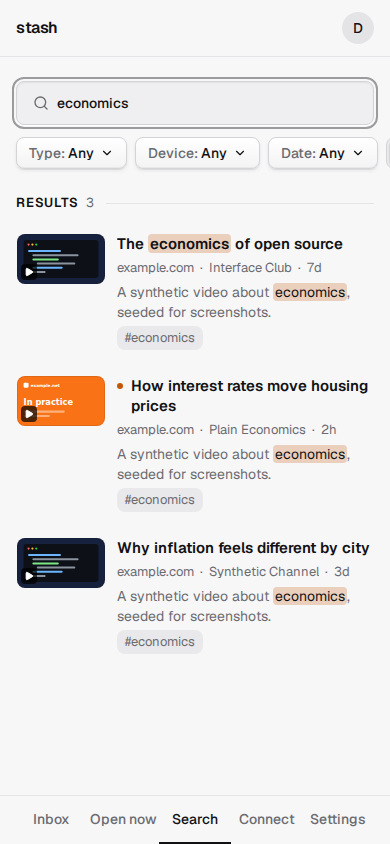 stash
D
economics
Type: Any
Device: Any
Date: Any
RESULTS 3
The economics of open source
example.com · Interface Club · 7d
A synthetic video about economics,
seeded for screenshots.
#economics
example.net
In practice
How interest rates move housing
prices
example.com · Plain Economics · 2h
A synthetic video about economics,
seeded for screenshots.
#economics
Why inflation feels different by city
example.com · Synthetic Channel · 3d
A synthetic video about economics,
seeded for screenshots.
#economics
Inbox
Open now
Search
Connect
Settings